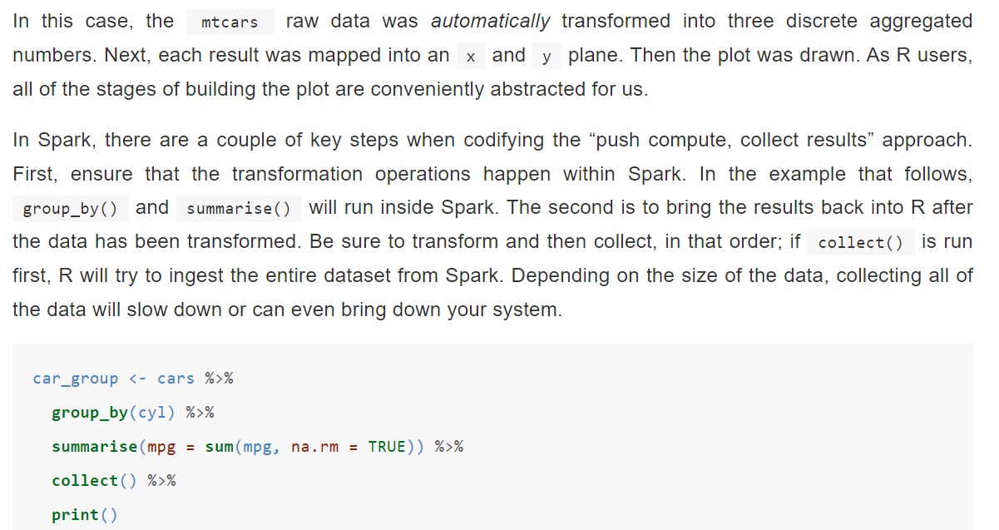 In this case, the mtcars raw data was automatically transformed into three discrete aggregated
numbers. Next, each result was mapped into an x and y plane. Then the plot was drawn. As R users,
all of the stages of building the plot are conveniently abstracted for us.
In Spark, there are a couple of key steps when codifying the “push compute, collect results” approach.
First, ensure that the transformation operations happen within Spark. In the example that follows,
group_by() and summarise() will run inside Spark. The second is to bring the results back into R after
the data has been transformed. Be sure to transform and then collect, in that order; if collect() is run
first, R will try to ingest the entire dataset from Spark. Depending on the size of the data, collecting all of
the data will slow down or can even bring down your system.
car_group <- cars %>%
  group_by(cyl) %>%
  summarise(mpg = sum(mpg, na.rm = TRUE)) %>%
  collect() %>%
  print()